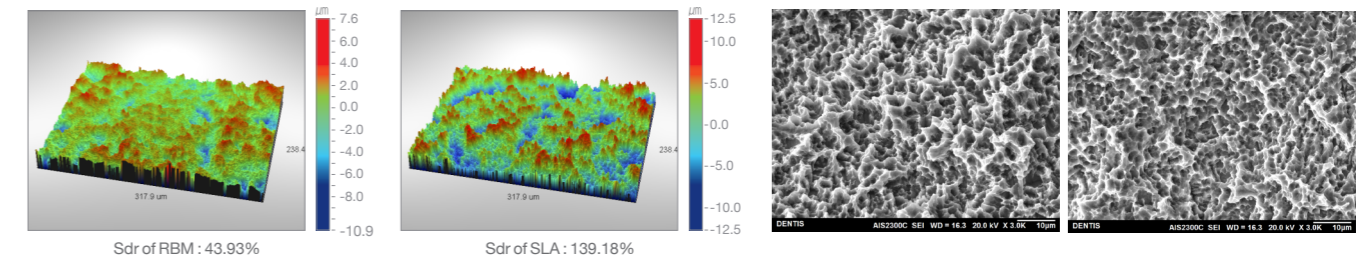 μm
7.6
6.0
4.0
2.0
0.0
-2.0
-4.0
-6.0
-8.0
-10.9
238.4
317.9 um
Sdr of RBM : 43.93%
μm
12.5
10.0
5.0
0.0
-5.0
-10.0
-12.5
238.4
317.9 um
Sdr of SLA : 139.18%
DENTIS AIS2300C SEI WD = 16.3 20.0 kV X 3.0K 10μm
DENTIS AIS2300C SEI WD = 16.3 20.0 kV X 3.0K 10μm